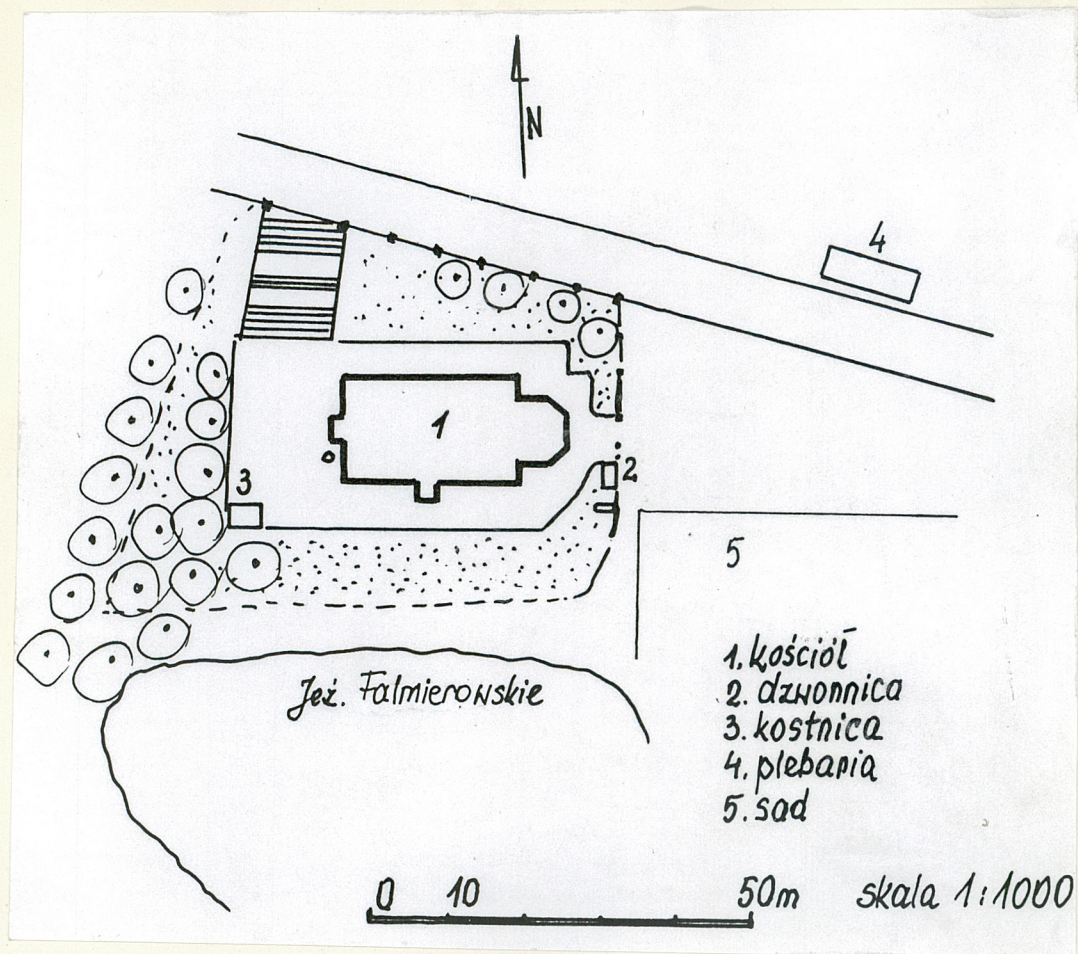 N
4
1
2
3
5
1. kościół
2. dzwonnica
3. kostnica
4. plebania
5. sad
Jez. Falmierowskie
0 10 50m skala 1:1000